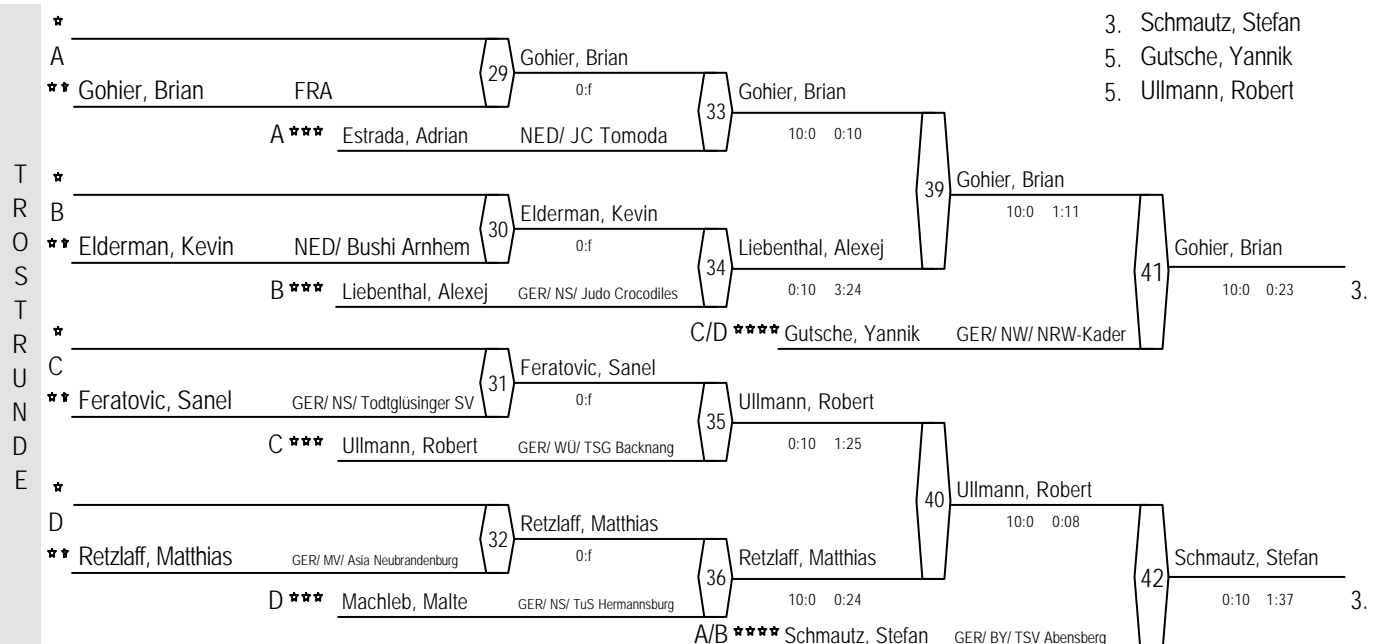 3. Schmautz, Stefan
5. Gutsche, Yannik
5. Ullmann, Robert
TROSTRUNDE
A
Gohier, Brian FRA
29
Gohier, Brian
0:f
A Estrada, Adrian NED/ JC Tomoda
33
Gohier, Brian
10:0 0:10
B
Elderman, Kevin NED/ Bushi Arnhem
30
Elderman, Kevin
0:f
B Liebenthal, Alexej GER/ NS/ Judo Crocodiles
34
Liebenthal, Alexej
0:10 3:24
39
Gohier, Brian
10:0 1:11
C/D Gutsche, Yannik GER/ NW/ NRW-Kader
41
Gohier, Brian
10:0 0:23 3.
C
Feratovic, Sanel GER/ NS/ Todtglüsinger SV
31
Feratovic, Sanel
0:f
C Ullmann, Robert GER/ WÜ/ TSG Backnang
35
Ullmann, Robert
0:10 1:25
D
Retzlaff, Matthias GER/ MV/ Asia Neubrandenburg
32
Retzlaff, Matthias
0:f
D Machleb, Malte GER/ NS/ TuS Hermannsburg
36
Retzlaff, Matthias
10:0 0:24
40
Ullmann, Robert
10:0 0:08
A/B Schmautz, Stefan GER/ BY/ TSV Abensberg
42
Schmautz, Stefan
0:10 1:37 3.